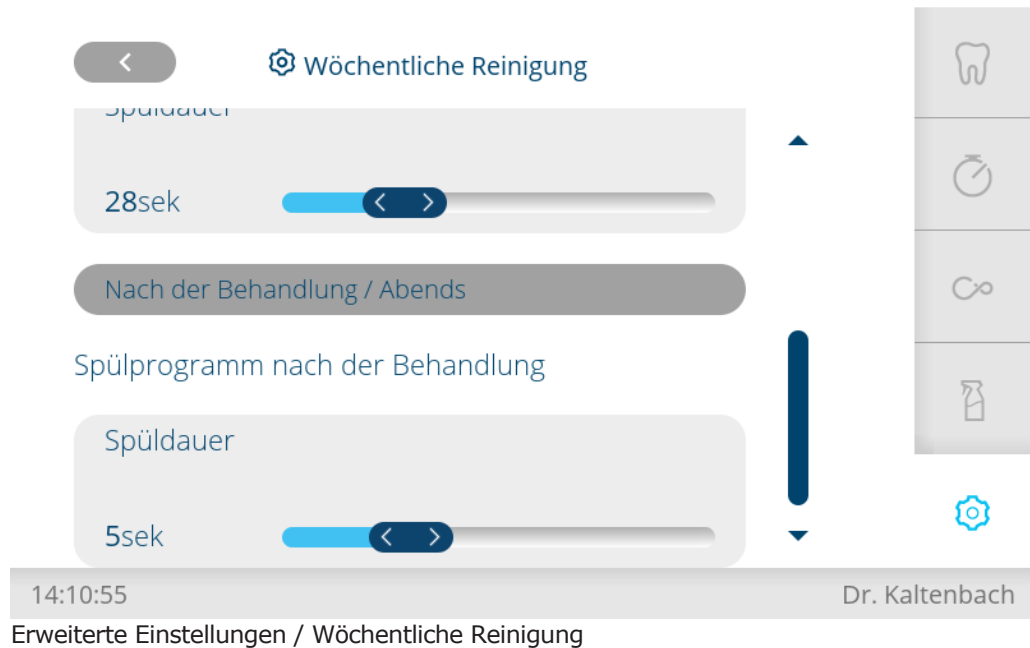 Wöchentliche Reinigung
Spüldauer
28sek
Nach der Behandlung / Abends
Spülprogramm nach der Behandlung
Spüldauer
5sek
14:10:55
Dr. Kaltenbach
Erweiterte Einstellungen / Wöchentliche Reinigung